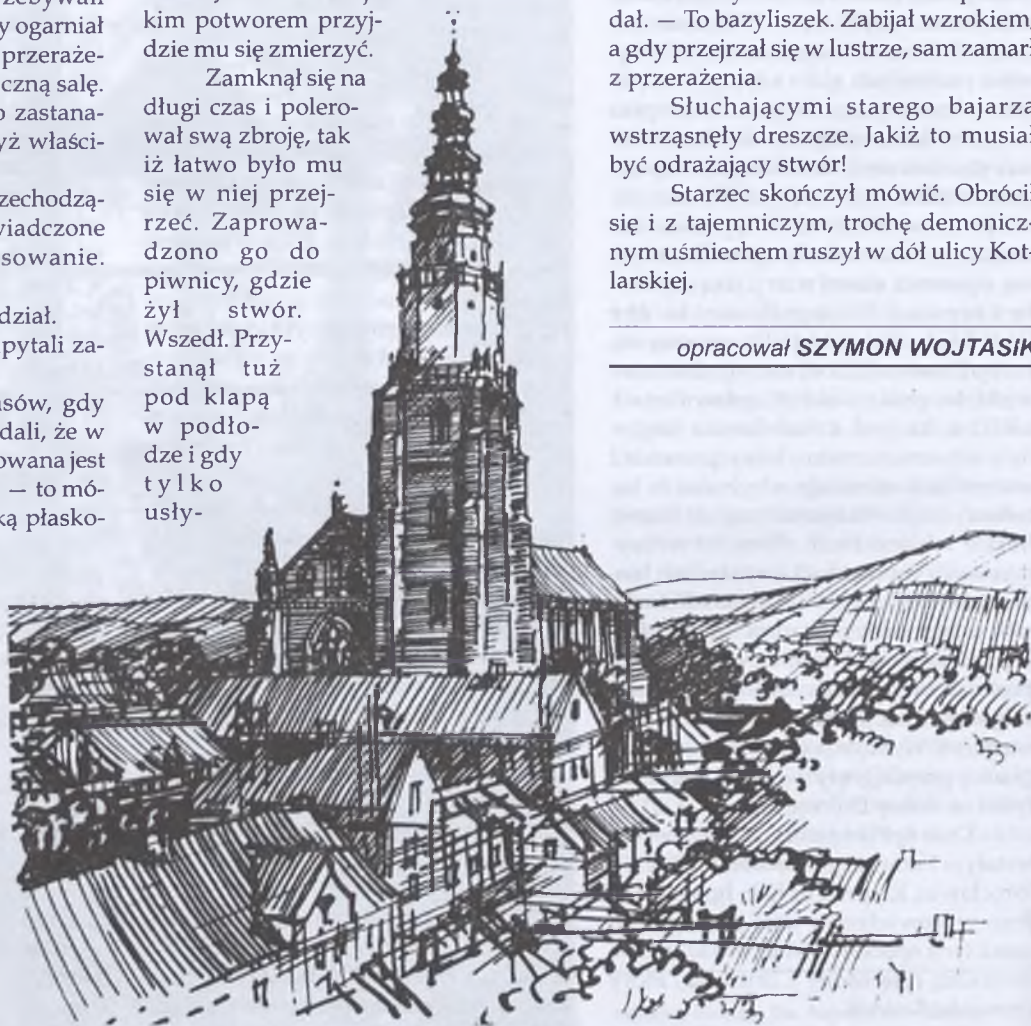 zebywali
y ogarniał
przeraże-
czną salę.
o zastana-
yż właści-
zechodzą-
viadczone
sowanie.
dział.
pytali za-
asów, gdy
dali, że w
owana jest
— to mó-
ką płasko-
kim potworem przyj-
dzie mu się zmierzyć.
Zamknął się na
długi czas i polero-
wał swą zbroję, tak
iż łatwo było mu
się w niej przej-
rzeć. Zaprowa-
dzono go do
piwnicy, gdzie
żył stwór.
Wszedł. Przy-
stanął tuż
pod klapą
w podło-
dze i gdy
tylko
usły-
dał. — To bazyliszek. Zabijał wzrokiem,
a gdy przejrzał się w lustrze, sam zamarł
z przerażenia.
Słuchającymi starego bajarza
wstrząsnęły dreszcze. Jakiż to musiał
być odrażający stwór!
Starzec skończył mówić. Obrócił
się i z tajemniczym, trochę demonicz-
nym uśmiechem ruszył w dół ulicy Kot-
larskiej.
opracował SZYMON WOJTASIK